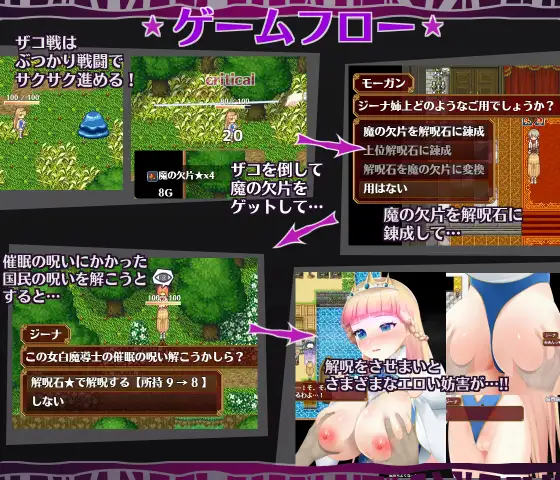 ★ゲームフロー★
ザコ戦は
ぶつかり戦闘で
サクサク進める！
100 / 100
critical
80 / 100
20
魔の欠片★x4
8G
ザコを倒して
魔の欠片を
ゲットして…
モーガン
ジーナ姉上どのようなご用でしょうか？
魔の欠片を解呪石に錬成
上位解呪石に錬成
解呪石を魔の欠片に変換
用はない
魔の欠片を解呪石に
錬成して…
催眠の呪いにかかった
国民の呪いを解こうと
すると…
100 / 100
ジーナ
この女白魔導士の催眠の呪い解こうかしら？
解呪石★で解呪する【所持 9 → 8 】
しない
解呪をさせまいと
さまざまなエロい妨害が…!!